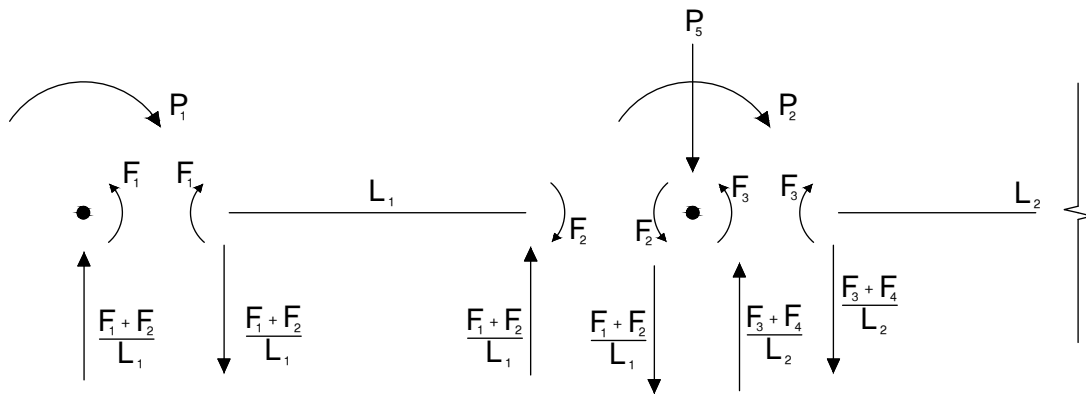 P₅
P₁
P₂
F₁
F₁
L₁
F₂
F₂
F₃
F₃
L₂
F₁ + F₂
L₁
F₁ + F₂
L₁
F₁ + F₂
L₁
F₁ + F₂
L₁
F₃ + F₄
L₂
F₃ + F₄
L₂